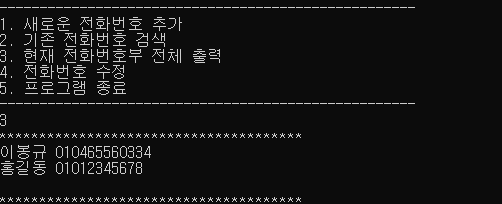 ----------------------------------------------------
1. 새로운 전화번호 추가
2. 기존 전화번호 검색
3. 현재 전화번호부 전체 출력
4. 전화번호 수정
5. 프로그램 종료
----------------------------------------------------
3
*************************************
이봉규 010465560334
홍길동 01012345678
*************************************